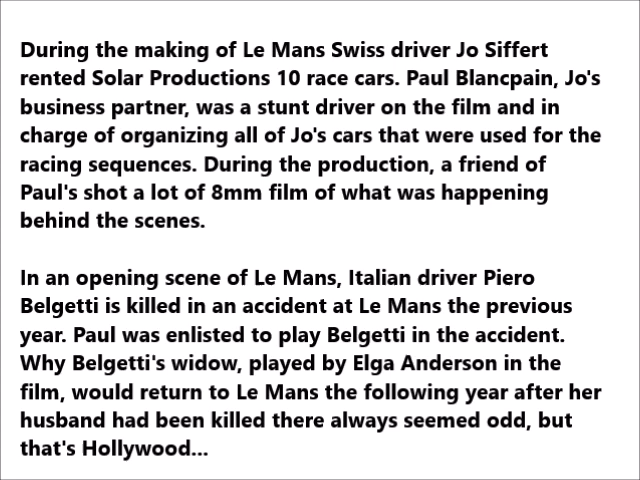 During the making of Le Mans Swiss driver Jo Siffert
rented Solar Productions 10 race cars. Paul Blancpain, Jo's
business partner, was a stunt driver on the film and in
charge of organizing all of Jo's cars that were used for the
racing sequences. During the production, a friend of
Paul's shot a lot of 8mm film of what was happening
behind the scenes.
In an opening scene of Le Mans, Italian driver Piero
Belgetti is killed in an accident at Le Mans the previous
year. Paul was enlisted to play Belgetti in the accident.
Why Belgetti's widow, played by Elga Anderson in the
film, would return to Le Mans the following year after her
husband had been killed there always seemed odd, but
that's Hollywood...